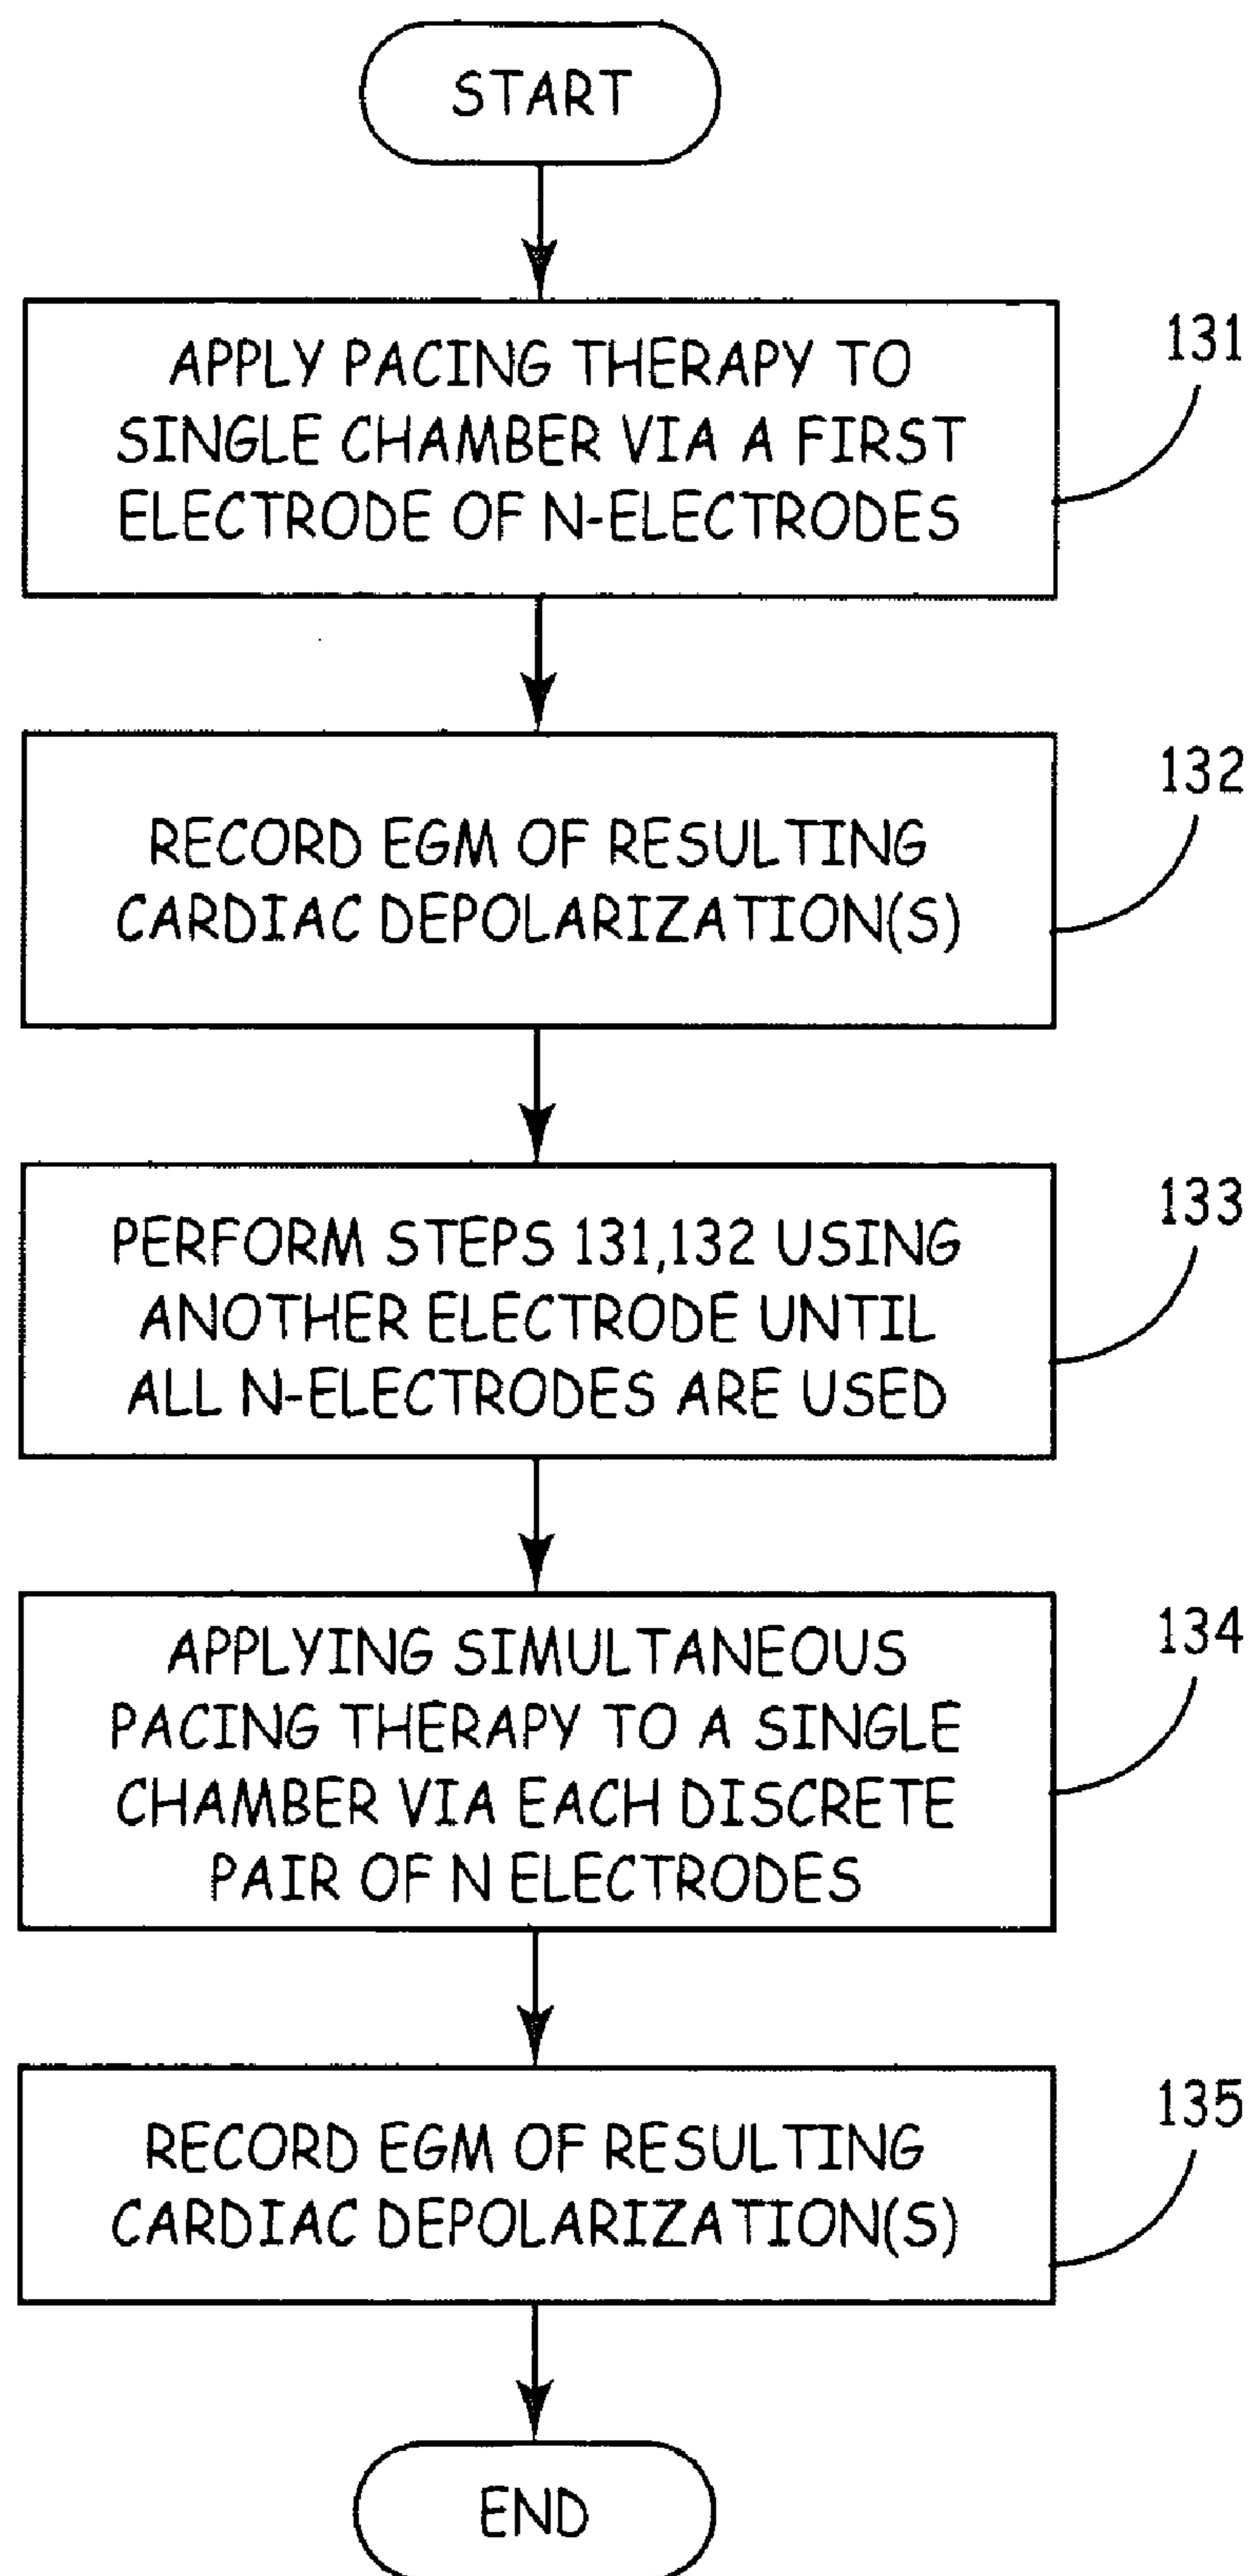 START
APPLY PACING THERAPY TO
SINGLE CHAMBER VIA A FIRST
ELECTRODE OF N-ELECTRODES
131
RECORD EGM OF RESULTING
CARDIAC DEPOLARIZATION(S)
132
PERFORM STEPS 131,132 USING
ANOTHER ELECTRODE UNTIL
ALL N-ELECTRODES ARE USED
133
APPLYING SIMULTANEOUS
PACING THERAPY TO A SINGLE
CHAMBER VIA EACH DISCRETE
PAIR OF N ELECTRODES
134
RECORD EGM OF RESULTING
CARDIAC DEPOLARIZATION(S)
135
END